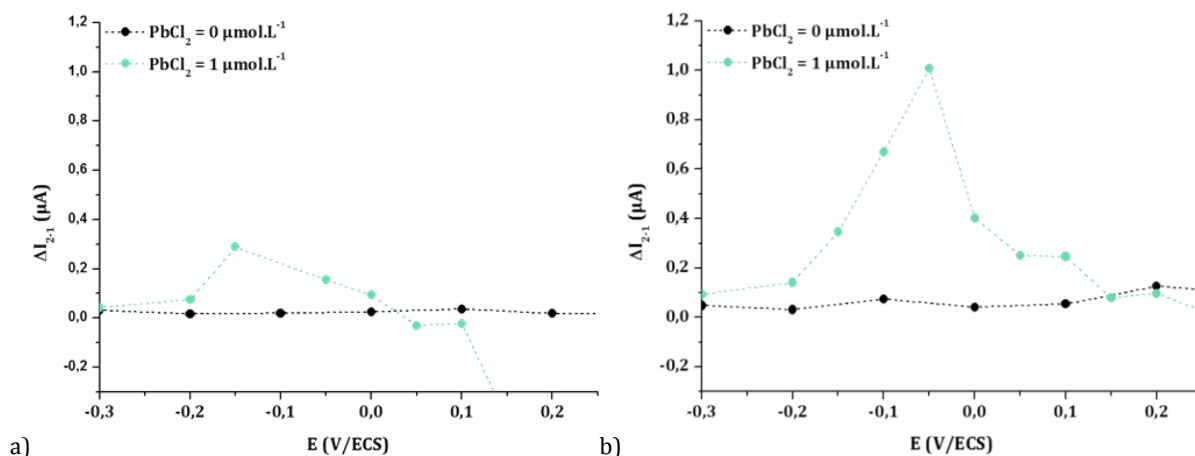 1,2
1,0
0,8
0,6
0,4
0,2
0,0
-0,2
ΔI2-1 (µA)
PbCl2 = 0 µmol.L-1
PbCl2 = 1 µmol.L-1
-0,3 -0,2 -0,1 0,0 0,1 0,2
E (V/ECS)
a)
1,2
1,0
0,8
0,6
0,4
0,2
0,0
-0,2
ΔI2-1 (µA)
PbCl2 = 0 µmol.L-1
PbCl2 = 1 µmol.L-1
-0,3 -0,2 -0,1 0,0 0,1 0,2
E (V/ECS)
b)